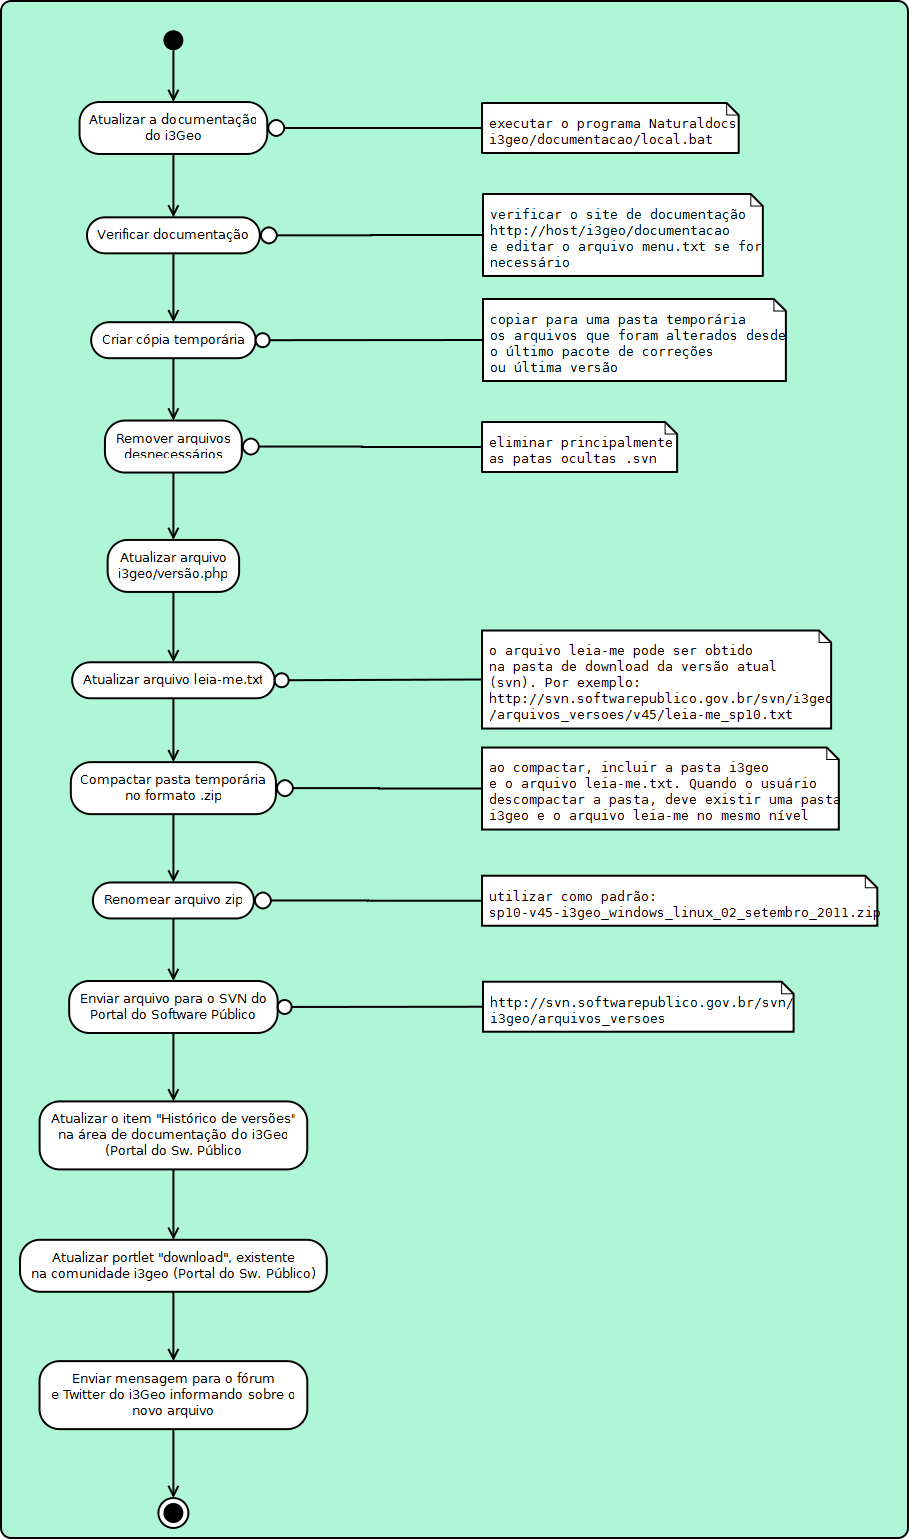 Atualizar a documentação
do i3Geo
executar o programa Naturaldocs
i3geo/documentacao/local.bat
Verificar documentação
verificar o site de documentação
http://host/i3geo/documentacao
e editar o arquivo menu.txt se for
necessário
Criar cópia temporária
copiar para uma pasta temporária
os arquivos que foram alterados desde
o último pacote de correções
ou última versão
Remover arquivos
desnecessários
eliminar principalmente
as patas ocultas .svn
Atualizar arquivo
i3geo/versão.php
Atualizar arquivo leia-me.txt
o arquivo leia-me pode ser obtido
na pasta de download da versão atual
(svn). Por exemplo:
http://svn.softwarepublico.gov.br/svn/i3geo
/arquivos_versoes/v45/leia-me_sp10.txt
Compactar pasta temporária
no formato .zip
ao compactar, incluir a pasta i3geo
e o arquivo leia-me.txt. Quando o usuário
descompactar a pasta, deve existir uma pasta
i3geo e o arquivo leia-me no mesmo nível
Renomear arquivo zip
utilizar como padrão:
sp10-v45-i3geo_windows_linux_02_setembro_2011.zip
Enviar arquivo para o SVN do
Portal do Software Público
http://svn.softwarepublico.gov.br/svn/
i3geo/arquivos_versoes
Atualizar o item "Histórico de versões"
na área de documentação do i3Geo
(Portal do Sw. Público
Atualizar portlet "download", existente
na comunidade i3geo (Portal do Sw. Público)
Enviar mensagem para o fórum
e Twitter do i3Geo informando sobre o
novo arquivo